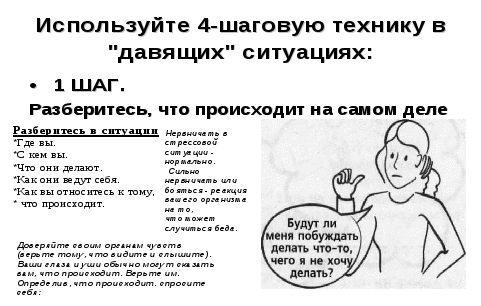 Используйте 4-шаговую технику в
"давящих" ситуациях:
• 1 ШАГ.
Разберитесь, что происходит на самом деле
Разберитесь в ситуации
*Где вы.
*С кем вы.
*Что они делают.
*Как они ведут себя.
*Как вы относитесь к тому,
* что происходит.
Нервничать в
стрессовой
ситуации -
нормально.
Сильно
нервничать или
бояться - реакция
вашего организма
на то,
что может
случиться беда.
Будут ли
меня побуждать
делать что-то,
чего я не хочу
делать?
Доверяйте своим органам чувств
(верьте тому, что видите и слышите).
Ваши глаза и уши обычно могут сказать
вам, что происходит. Верьте им.
Определив, что происходит, спросите
себя: